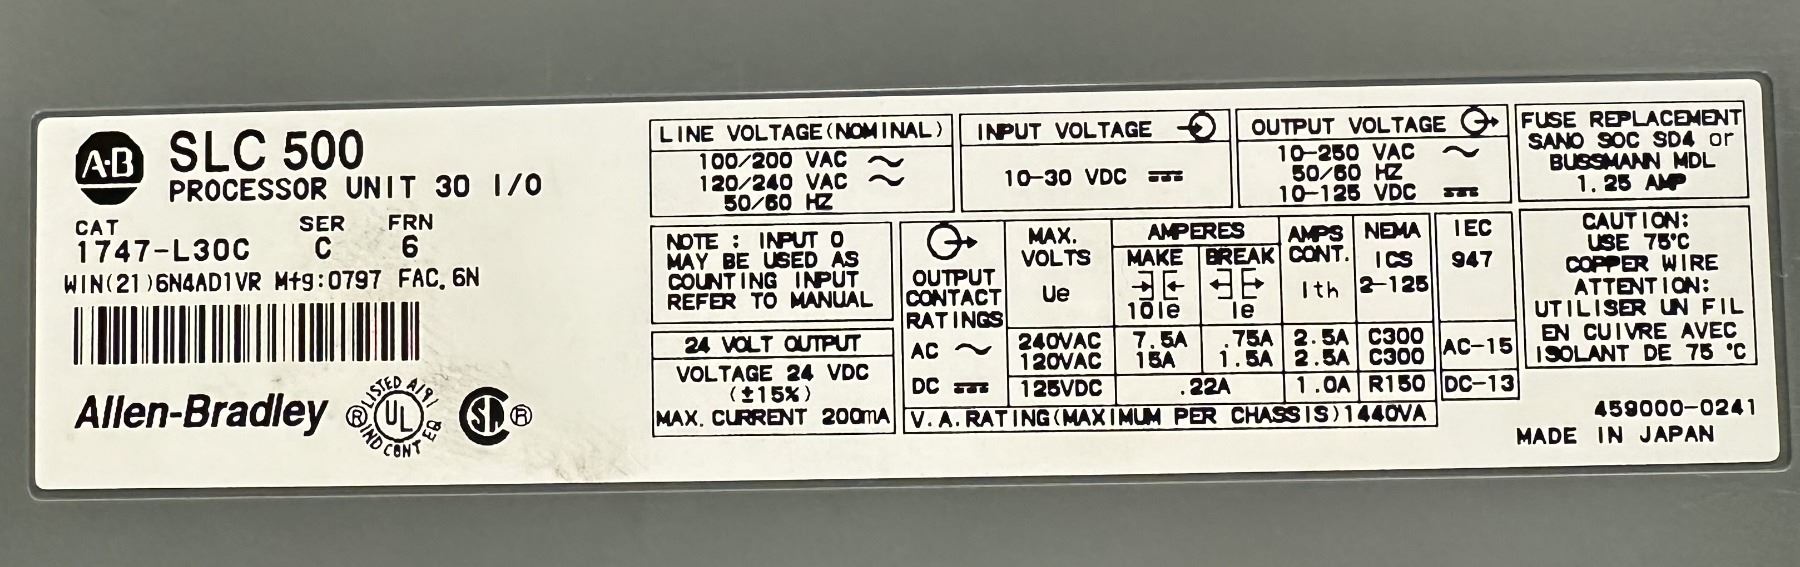 A·B
SLC 500
PROCESSOR UNIT 30 I/O
CAT SER FRN
1747-L30C C 6
WIN(21)6N4AD1VR Mfg:0797 FAC. 6N
Allen-Bradley
® LISTED A191 UL IND CONT EQ
SA ®
LINE VOLTAGE(NOMINAL)
100/200 VAC ~
120/240 VAC ~
50/60 HZ
INPUT VOLTAGE
10-30 VDC
OUTPUT VOLTAGE
10-250 VAC ~
50/60 HZ
10-125 VDC
FUSE REPLACEMENT
SANO SOC SD4 or
BUSSMANN MDL
1.25 AMP
NOTE : INPUT 0
MAY BE USED AS
COUNTING INPUT
REFER TO MANUAL
24 VOLT OUTPUT
VOLTAGE 24 VDC
(±15%)
MAX. CURRENT 200mA
OUTPUT
CONTACT
RATINGS
MAX.
VOLTS
Ue
AMPERES
MAKE BREAK
10Ie Ie
AMPS
CONT.
Ith
NEMA
ICS
2-125
IEC
947
AC ~ 240VAC 7.5A .75A 2.5A C300 AC-15
120VAC 15A 1.5A 2.5A C300
DC 125VDC .22A 1.0A R150 DC-13
V.A.RATING(MAXIMUM PER CHASSIS)1440VA
CAUTION:
USE 75°C
COPPER WIRE
ATTENTION:
UTILISER UN FIL
EN CUIVRE AVEC
ISOLANT DE 75 °C
459000-0241
MADE IN JAPAN